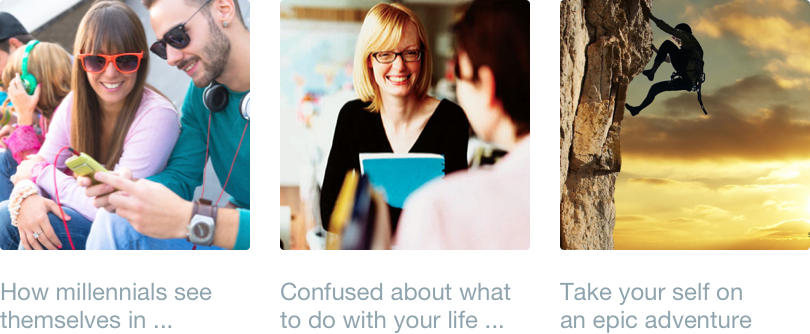 How millennials see
themselves in ...
Confused about what
to do with your life ...
Take your self on
an epic adventure